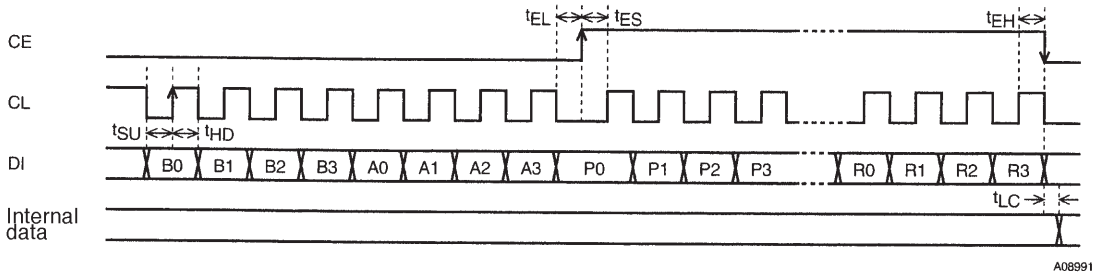 tEL tES tEH
CE
CL
tSU tHD
DI B0 B1 B2 B3 A0 A1 A2 A3 P0 P1 P2 P3 R0 R1 R2 R3
tLC
Internal
data
A08991